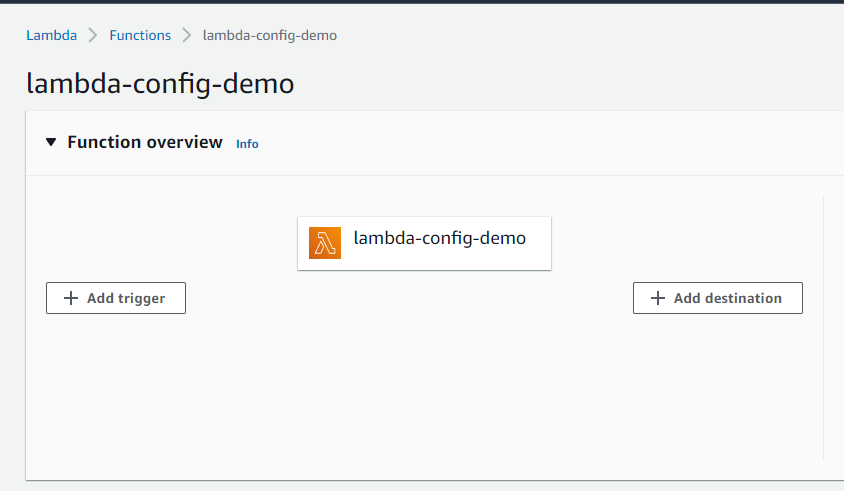 Lambda > Functions > lambda-config-demo
lambda-config-demo
Function overview Info
lambda-config-demo
Add trigger
Add destination